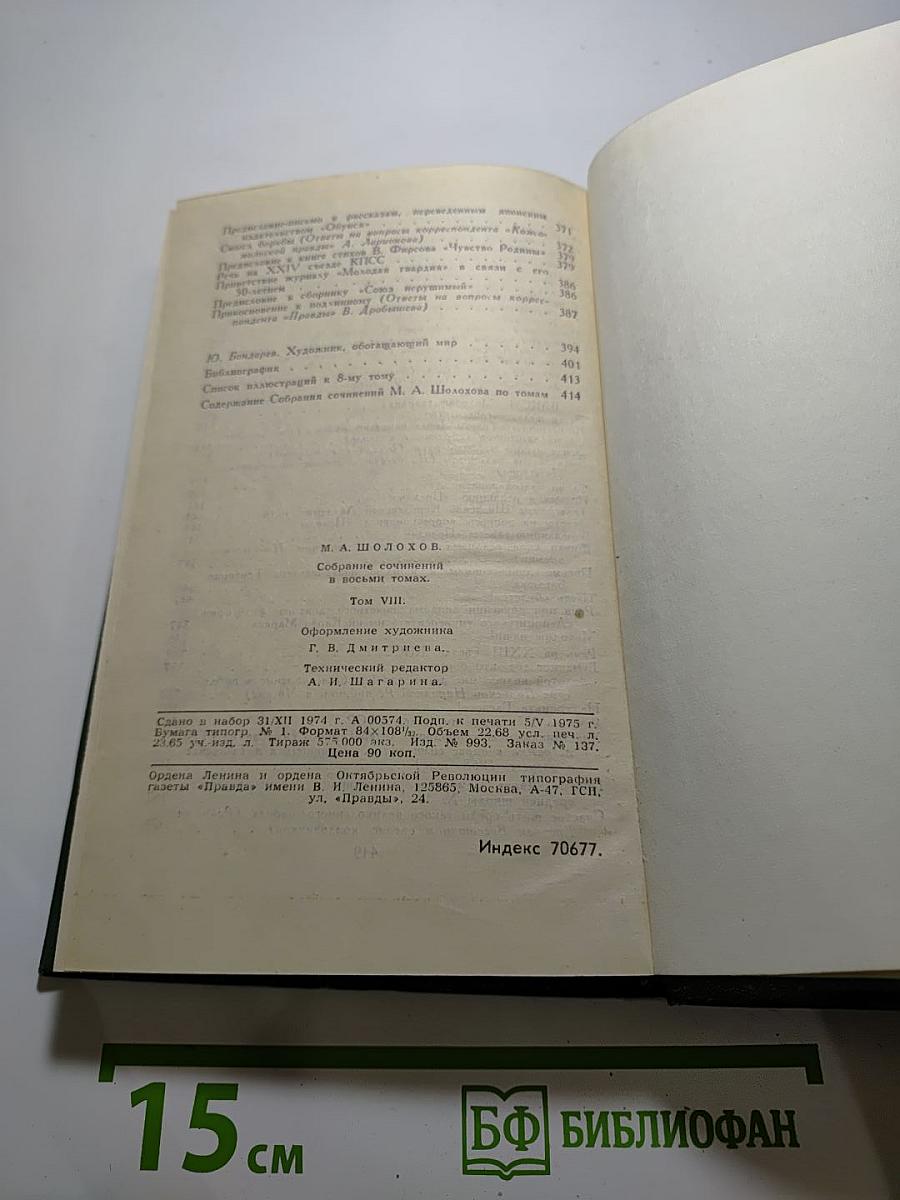 Предисловие-письмо к рассказам, переведенным японским
издательством «Обунся» . . . . . . . . . . 371
Смысл борьбы (Ответы на вопросы корреспондента «Комсо-
мольской правды» А. Ларионова) . . . . . . 372
Предисловие к книге стихов В. Фирсова «Чувство Родины» 379
Речь на XXIV съезде КПСС . . . . . . . . . 379
Приветствие журналу «Молодая гвардия» в связи с его
50-летием . . . . . . . . . . . . . . 386
Предисловие к сборнику «Союз нерушимый» . . . . 386
Прикосновение к подвиному (Ответы на вопросы коррес-
пондента «Правды» В. Дробышева) . . . . . . 387
Ю. Бондарев. Художник, обогащающий мир . . . . . 394
Библиография . . . . . . . . . . . . . 401
Список иллюстраций к 8-му тому . . . . . . . . 413
Содержание Собрания сочинений М. А. Шолохова по томам 414
М. А. ШОЛОХОВ.
Собрание сочинений
в восьми томах.
Том VIII.
Оформление художника
Г. В. Дмитриева.
Технический редактор
А. И. Шагарина.
Сдано в набор 31/XII 1974 г. А 00574. Подп. к печати 5/V 1975 г.
Бумага типогр. № 1. Формат 84×108¹/₃₂. Объем 22,68 усл. печ. л.
23,65 уч.-изд. л. Тираж 575 000 экз. Изд. № 993. Заказ № 137.
Цена 90 коп.
Ордена Ленина и ордена Октябрьской Революции типография
газеты «Правда» имени В. И. Ленина, 125865, Москва, А-47, ГСП,
ул. «Правды», 24.
Индекс 70677.
15 см
БФ БИБЛИОФАН